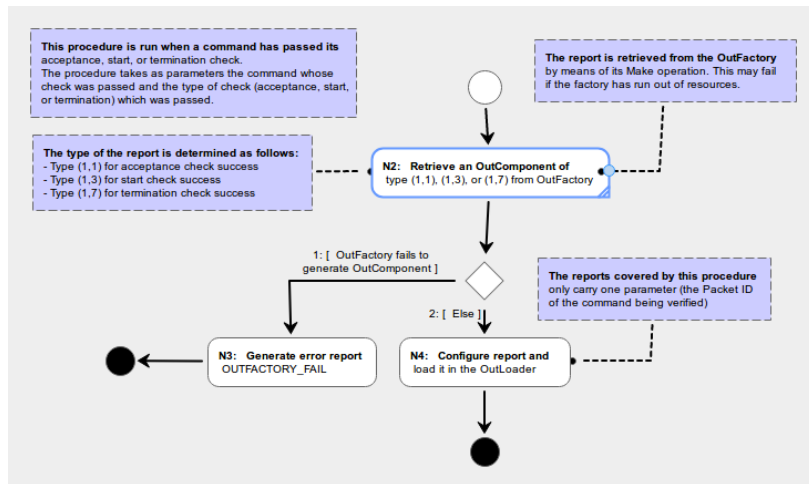 This procedure is run when a command has passed its
acceptance, start, or termination check.
The procedure takes as parameters the command whose
check was passed and the type of check (acceptance, start,
or termination) which was passed.
The report is retrieved from the OutFactory
by means of its Make operation. This may fail
if the factory has run out of resources.
The type of the report is determined as follows:
- Type (1,1) for acceptance check success
- Type (1,3) for start check success
- Type (1,7) for termination check success
N2: Retrieve an OutComponent of
type (1,1), (1,3), or (1,7) from OutFactory
1: [ OutFactory fails to
generate OutComponent ]
The reports covered by this procedure
only carry one parameter (the Packet ID
of the command being verified)
2: [ Else ]
N3: Generate error report
OUTFACTORY_FAIL
N4: Configure report and
load it in the OutLoader